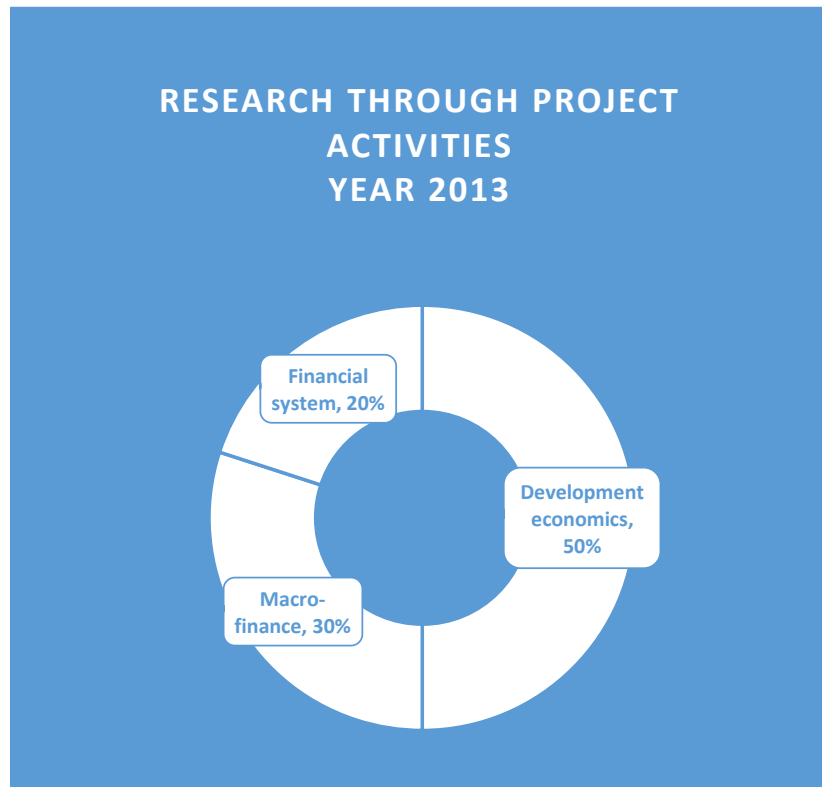 RESEARCH THROUGH PROJECT
ACTIVITIES
YEAR 2013
Financial
system, 20%
Development
economics,
50%
Macro-
finance, 30%